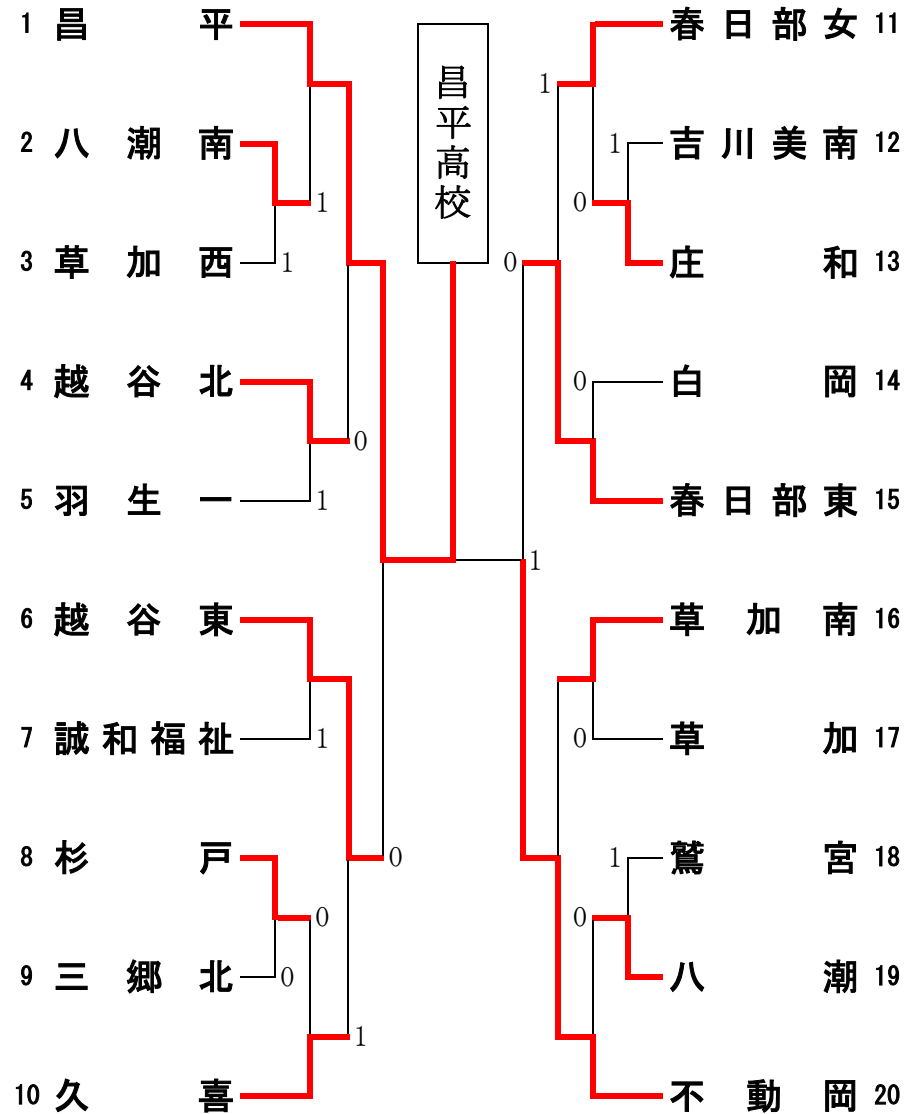 1 昌平
2 八潮南
1
3 草加西
1
4 越谷北
0
5 羽生一
1
6 越谷東
7 誠和福祉
1
8 杉戸
0
0
9 三郷北
0
1
10 久喜
昌平高校
0
1
1
春日部女 11
1
吉川美南 12
0
庄和 13
0
白岡 14
春日部東 15
草加南 16
0
草加 17
1
鷲宮 18
0
八潮 19
不動岡 20